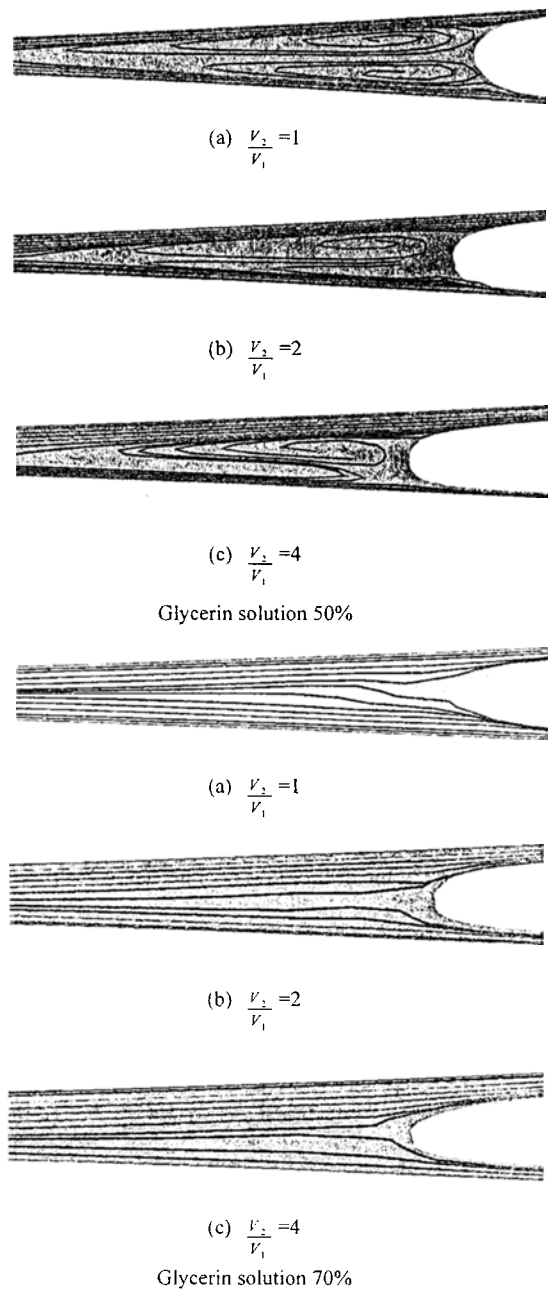 (a) V₂/V₁ =1
(b) V₂/V₁ =2
(c) V₂/V₁ =4
Glycerin solution 50%
(a) V₂/V₁ =1
(b) V₂/V₁ =2
(c) V₂/V₁ =4
Glycerin solution 70%